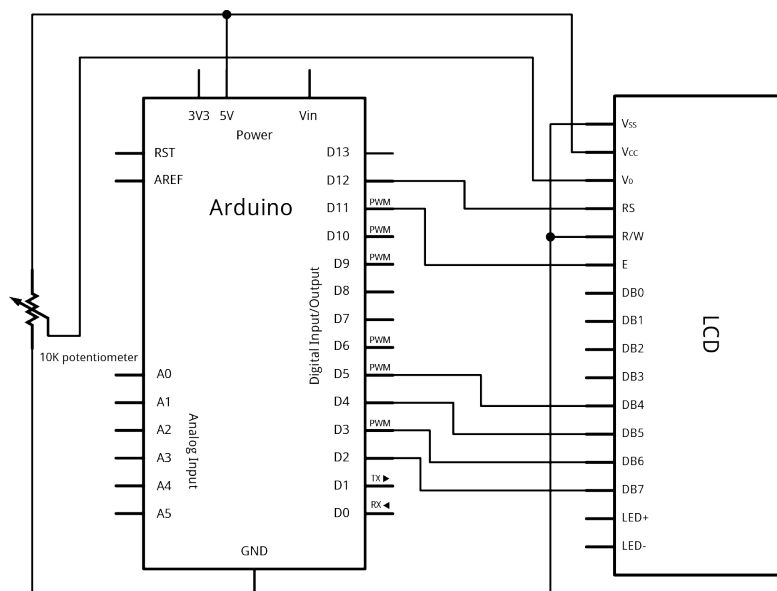 3V3 5V Vin
Power
RST
AREF
Arduino
D13
D12
D11 PWM
D10 PWM
D9 PWM
D8
D7
D6 PWM
D5 PWM
D4
D3 PWM
D2
D1 TX ▶
D0 RX ◀
Digital Input/Output
10K potentiometer
A0
A1
A2
A3
A4
A5
Analog Input
GND
VSS
VCC
V0
RS
R/W
E
DB0
DB1
DB2
DB3
DB4
DB5
DB6
DB7
LED+
LED-
LCD